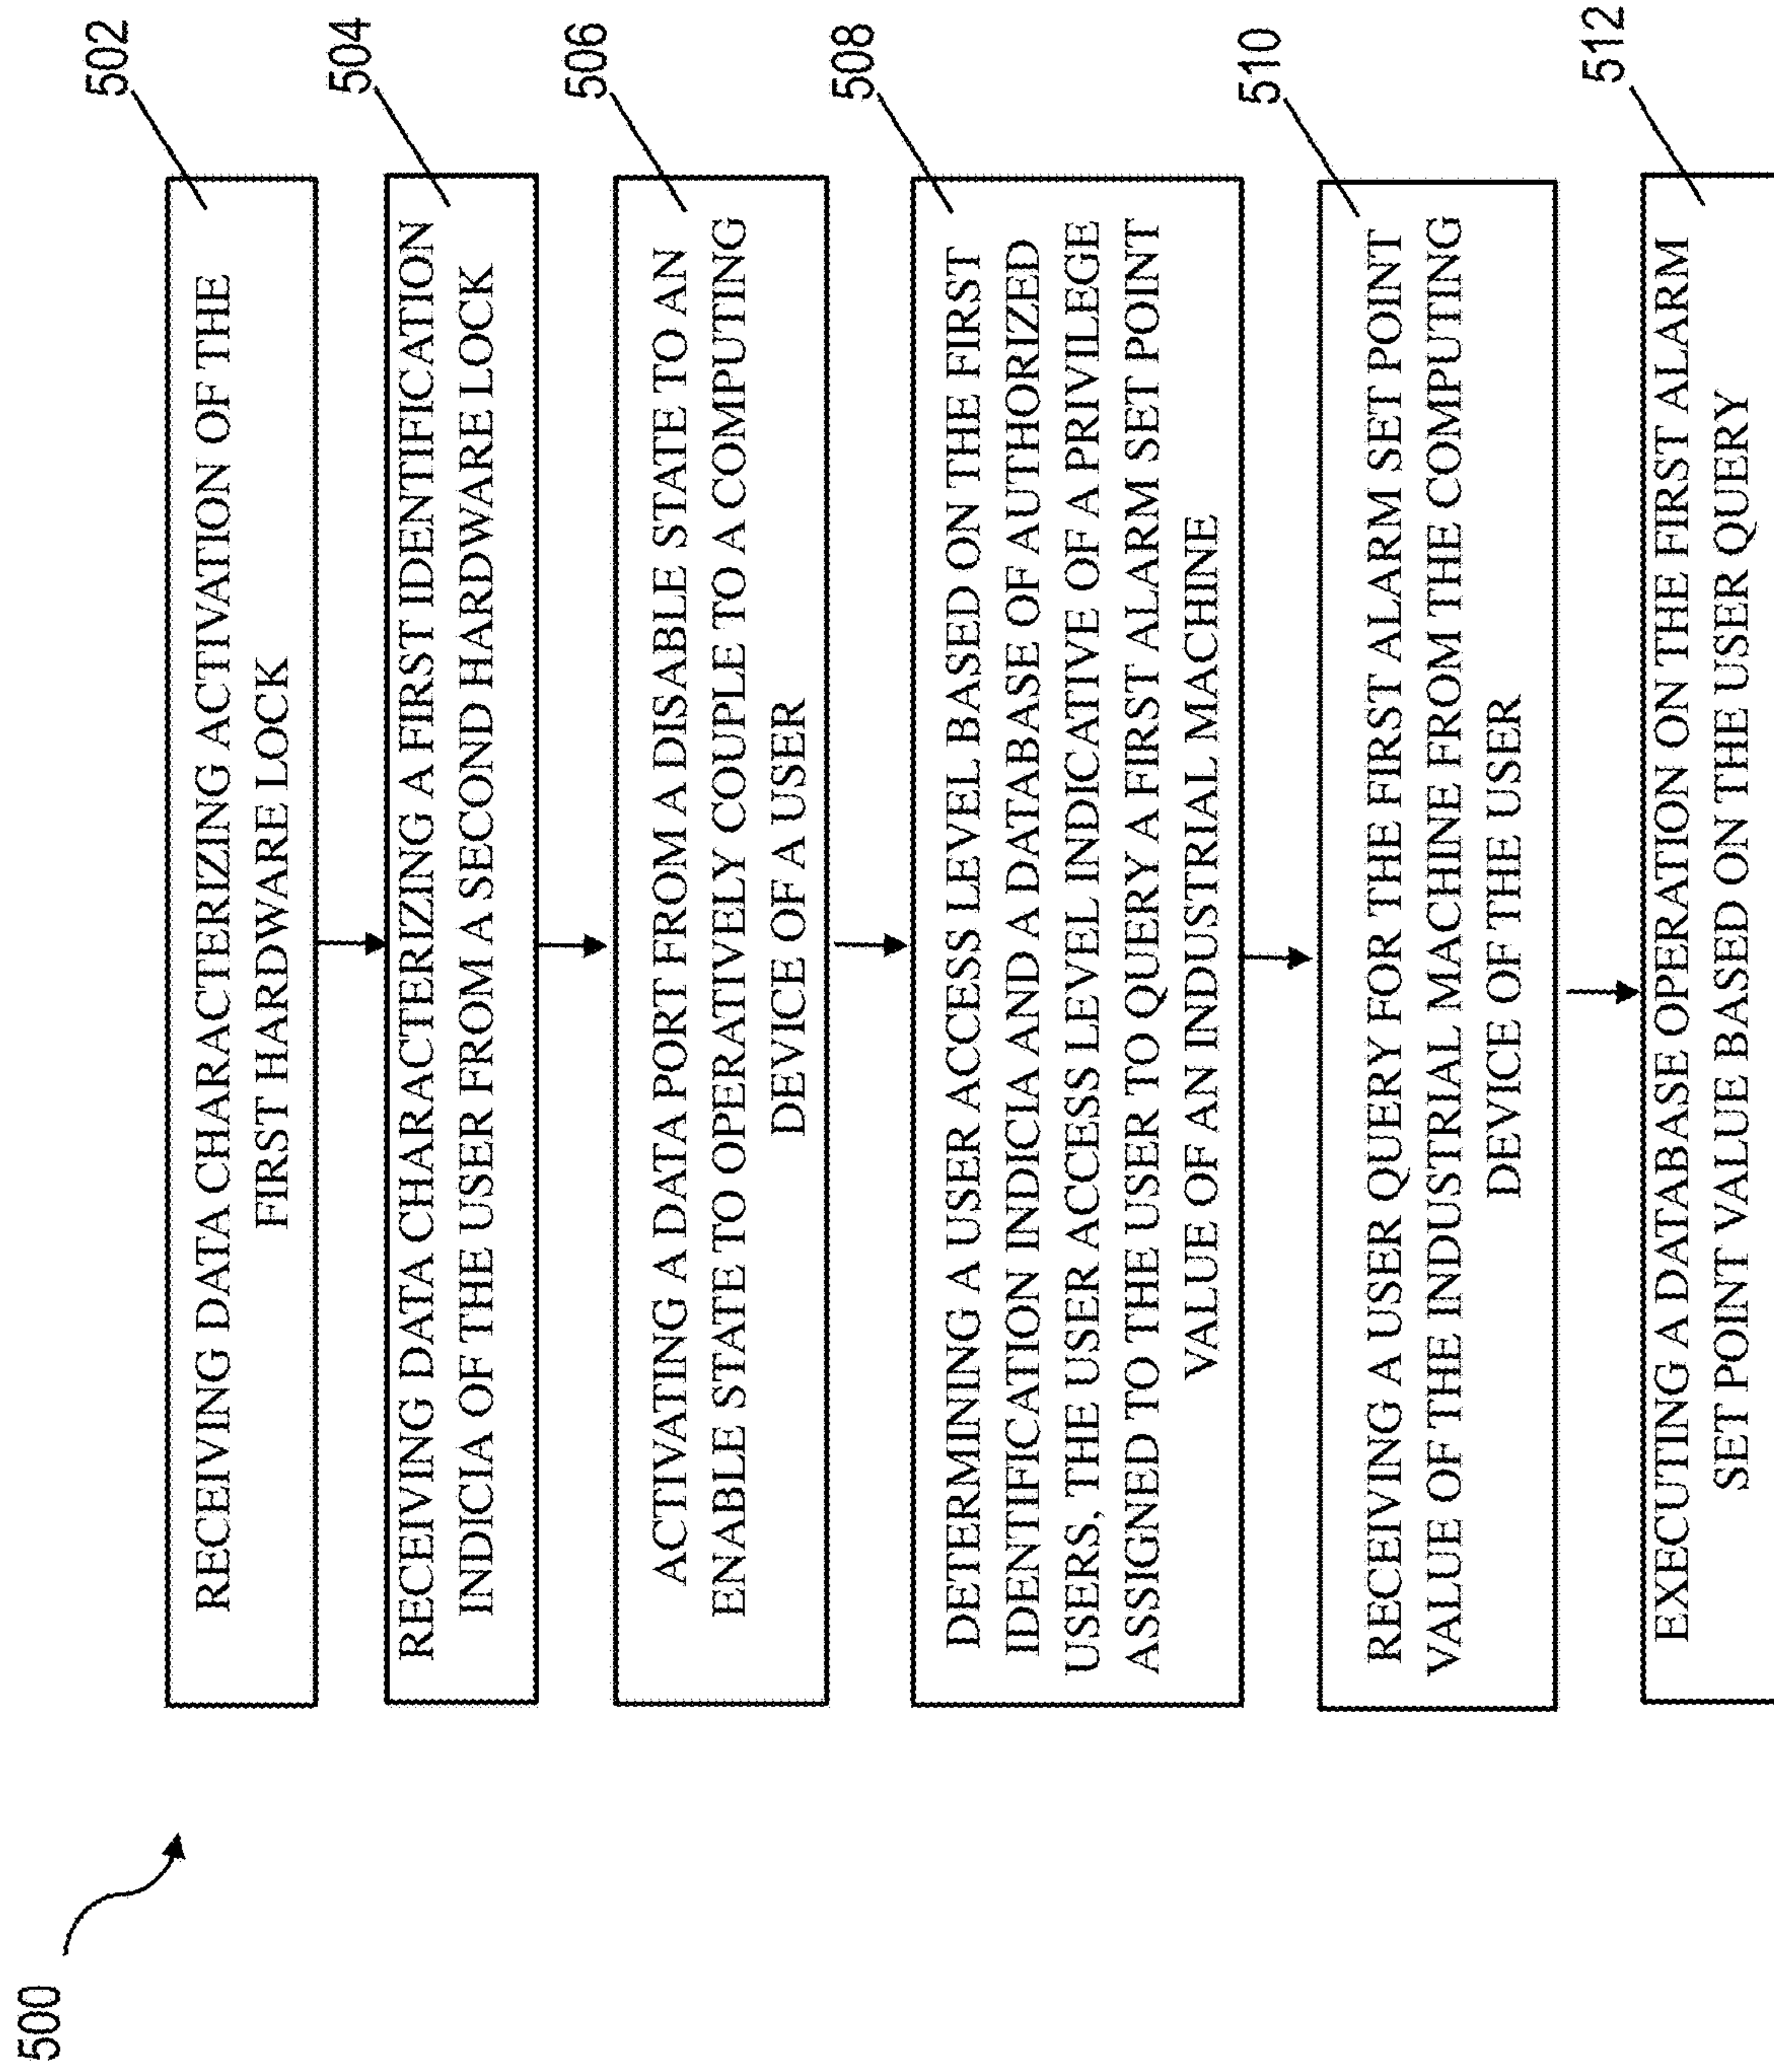 500
502
RECEIVING DATA CHARACTERIZING ACTIVATION OF THE
FIRST HARDWARE LOCK
504
RECEIVING DATA CHARACTERIZING A FIRST IDENTIFICATION
INDICIA OF THE USER FROM A SECOND HARDWARE LOCK
506
ACTIVATING A DATA PORT FROM A DISABLE STATE TO AN
ENABLE STATE TO OPERATIVELY COUPLE TO A COMPUTING
DEVICE OF A USER
508
DETERMINING A USER ACCESS LEVEL BASED ON THE FIRST
IDENTIFICATION INDICIA AND A DATABASE OF AUTHORIZED
USERS, THE USER ACCESS LEVEL INDICATIVE OF A PRIVILEGE
ASSIGNED TO THE USER TO QUERY A FIRST ALARM SET POINT
VALUE OF AN INDUSTRIAL MACHINE
510
RECEIVING A USER QUERY FOR THE FIRST ALARM SET POINT
VALUE OF THE INDUSTRIAL MACHINE FROM THE COMPUTING
DEVICE OF THE USER
512
EXECUTING A DATABASE OPERATION ON THE FIRST ALARM
SET POINT VALUE BASED ON THE USER QUERY